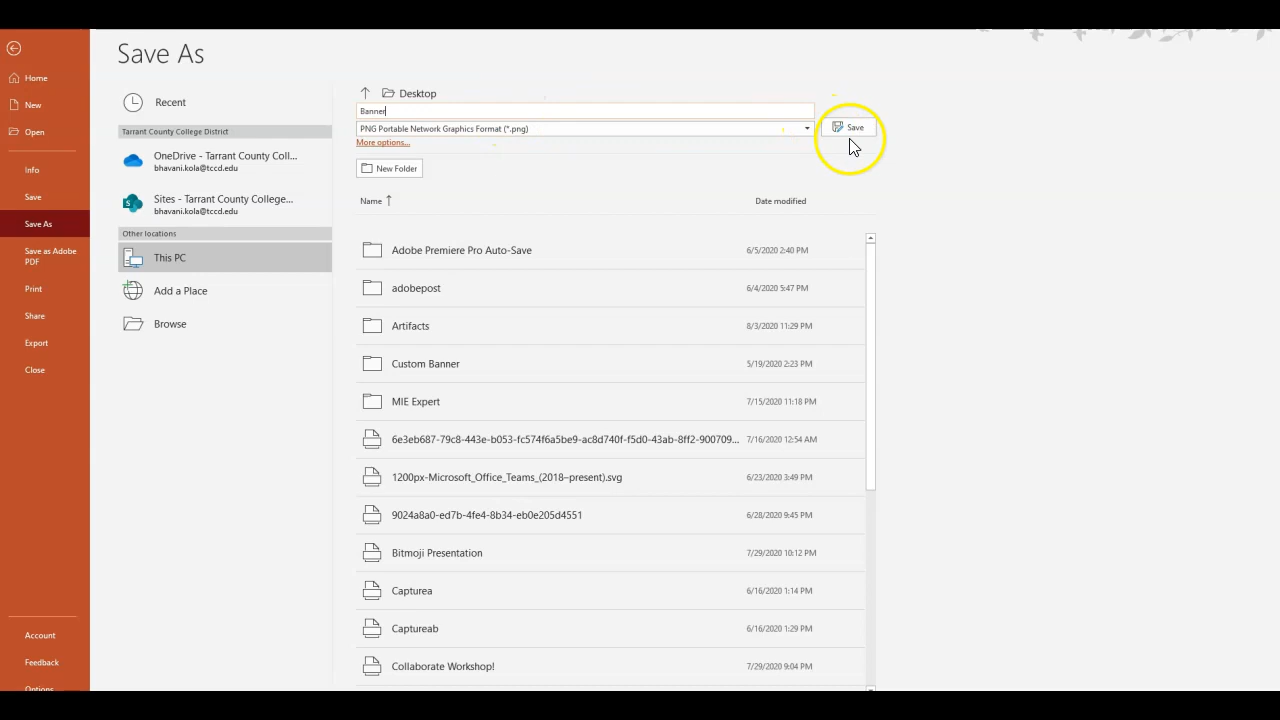 Save As
Home
New
Open
Info
Save
Save As
Save as Adobe
PDF
Print
Share
Export
Close
Account
Feedback
Options
Recent
Tarrant County College District
OneDrive - Tarrant County Coll...
bhavani.kola@tccd.edu
Sites - Tarrant County College...
bhavani.kola@tccd.edu
Other locations
This PC
Add a Place
Browse
Desktop
Banner
PNG Portable Network Graphics Format (*.png)
Save
More options...
New Folder
Name Date modified
Adobe Premiere Pro Auto-Save 6/5/2020 2:40 PM
adobepost 6/4/2020 5:47 PM
Artifacts 8/3/2020 11:29 PM
Custom Banner 5/19/2020 2:23 PM
MIE Expert 7/15/2020 11:18 PM
6e3eb687-79c8-443e-b053-fc574f6a5be9-ac8d740f-f5d0-43ab-8ff2-900709... 7/16/2020 12:54 AM
1200px-Microsoft_Office_Teams_(2018–present).svg 6/23/2020 3:49 PM
9024a8a0-ed7b-4fe4-8b34-eb0e205d4551 6/28/2020 9:45 PM
Bitmoji Presentation 7/29/2020 10:12 PM
Capturea 6/16/2020 1:14 PM
Captureab 6/16/2020 1:29 PM
Collaborate Workshop! 7/29/2020 9:04 PM